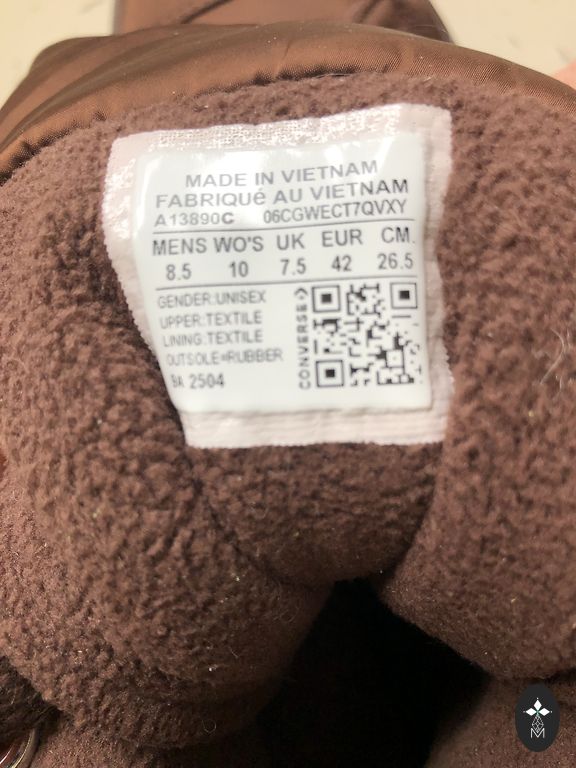 MADE IN VIETNAM
FABRIQUé AU VIETNAM
A13890C 06CGWECT7QVXY
MENS WO'S UK EUR CM.
8.5 10 7.5 42 26.5
GENDER:UNISEX
UPPER:TEXTILE
LINING:TEXTILE
OUTSOLE=RUBBER
BA 2504
CONVERSE
M